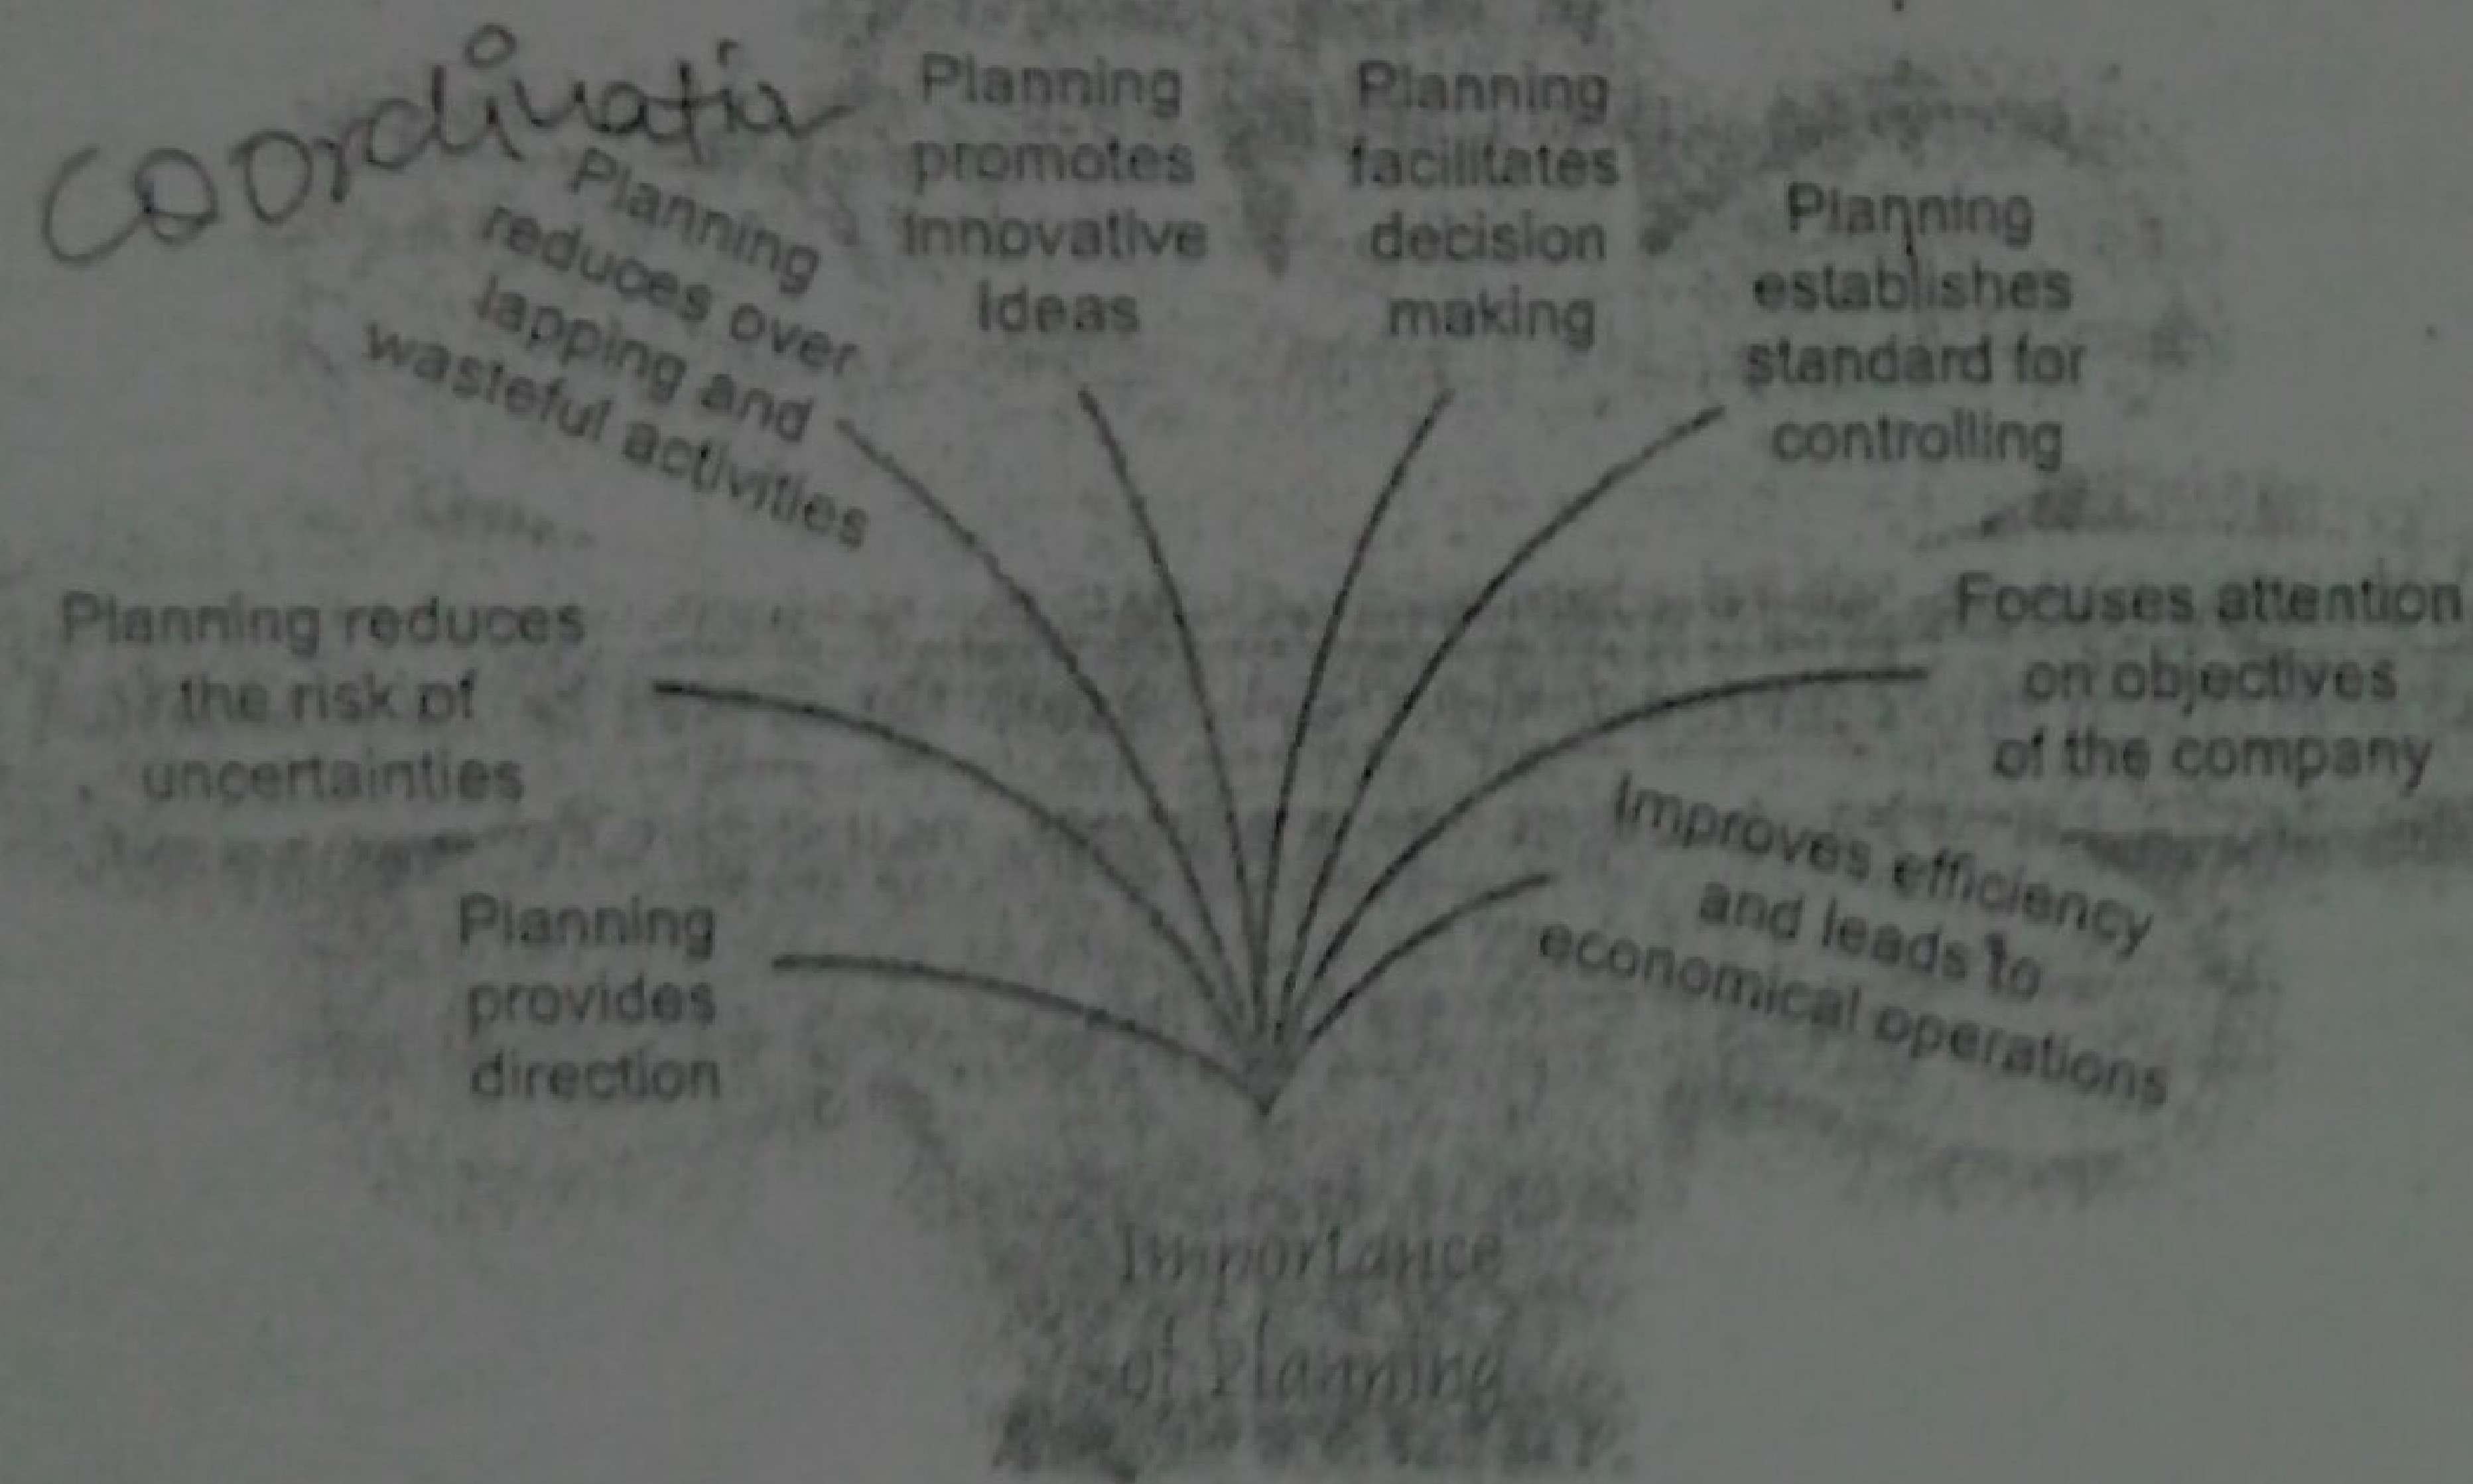 Coordinatio
Planning
reduces over
lapping and
wasteful activities
Planning
promotes
innovative
ideas
Planning
facilitates
decision
making
Planning
establishes
standard for
controlling
Planning reduces
the risk of
uncertainties
Focuses attention
on objectives
of the company
Planning
provides
direction
Improves efficiency
and leads to
economical operations
Importance
of Planning